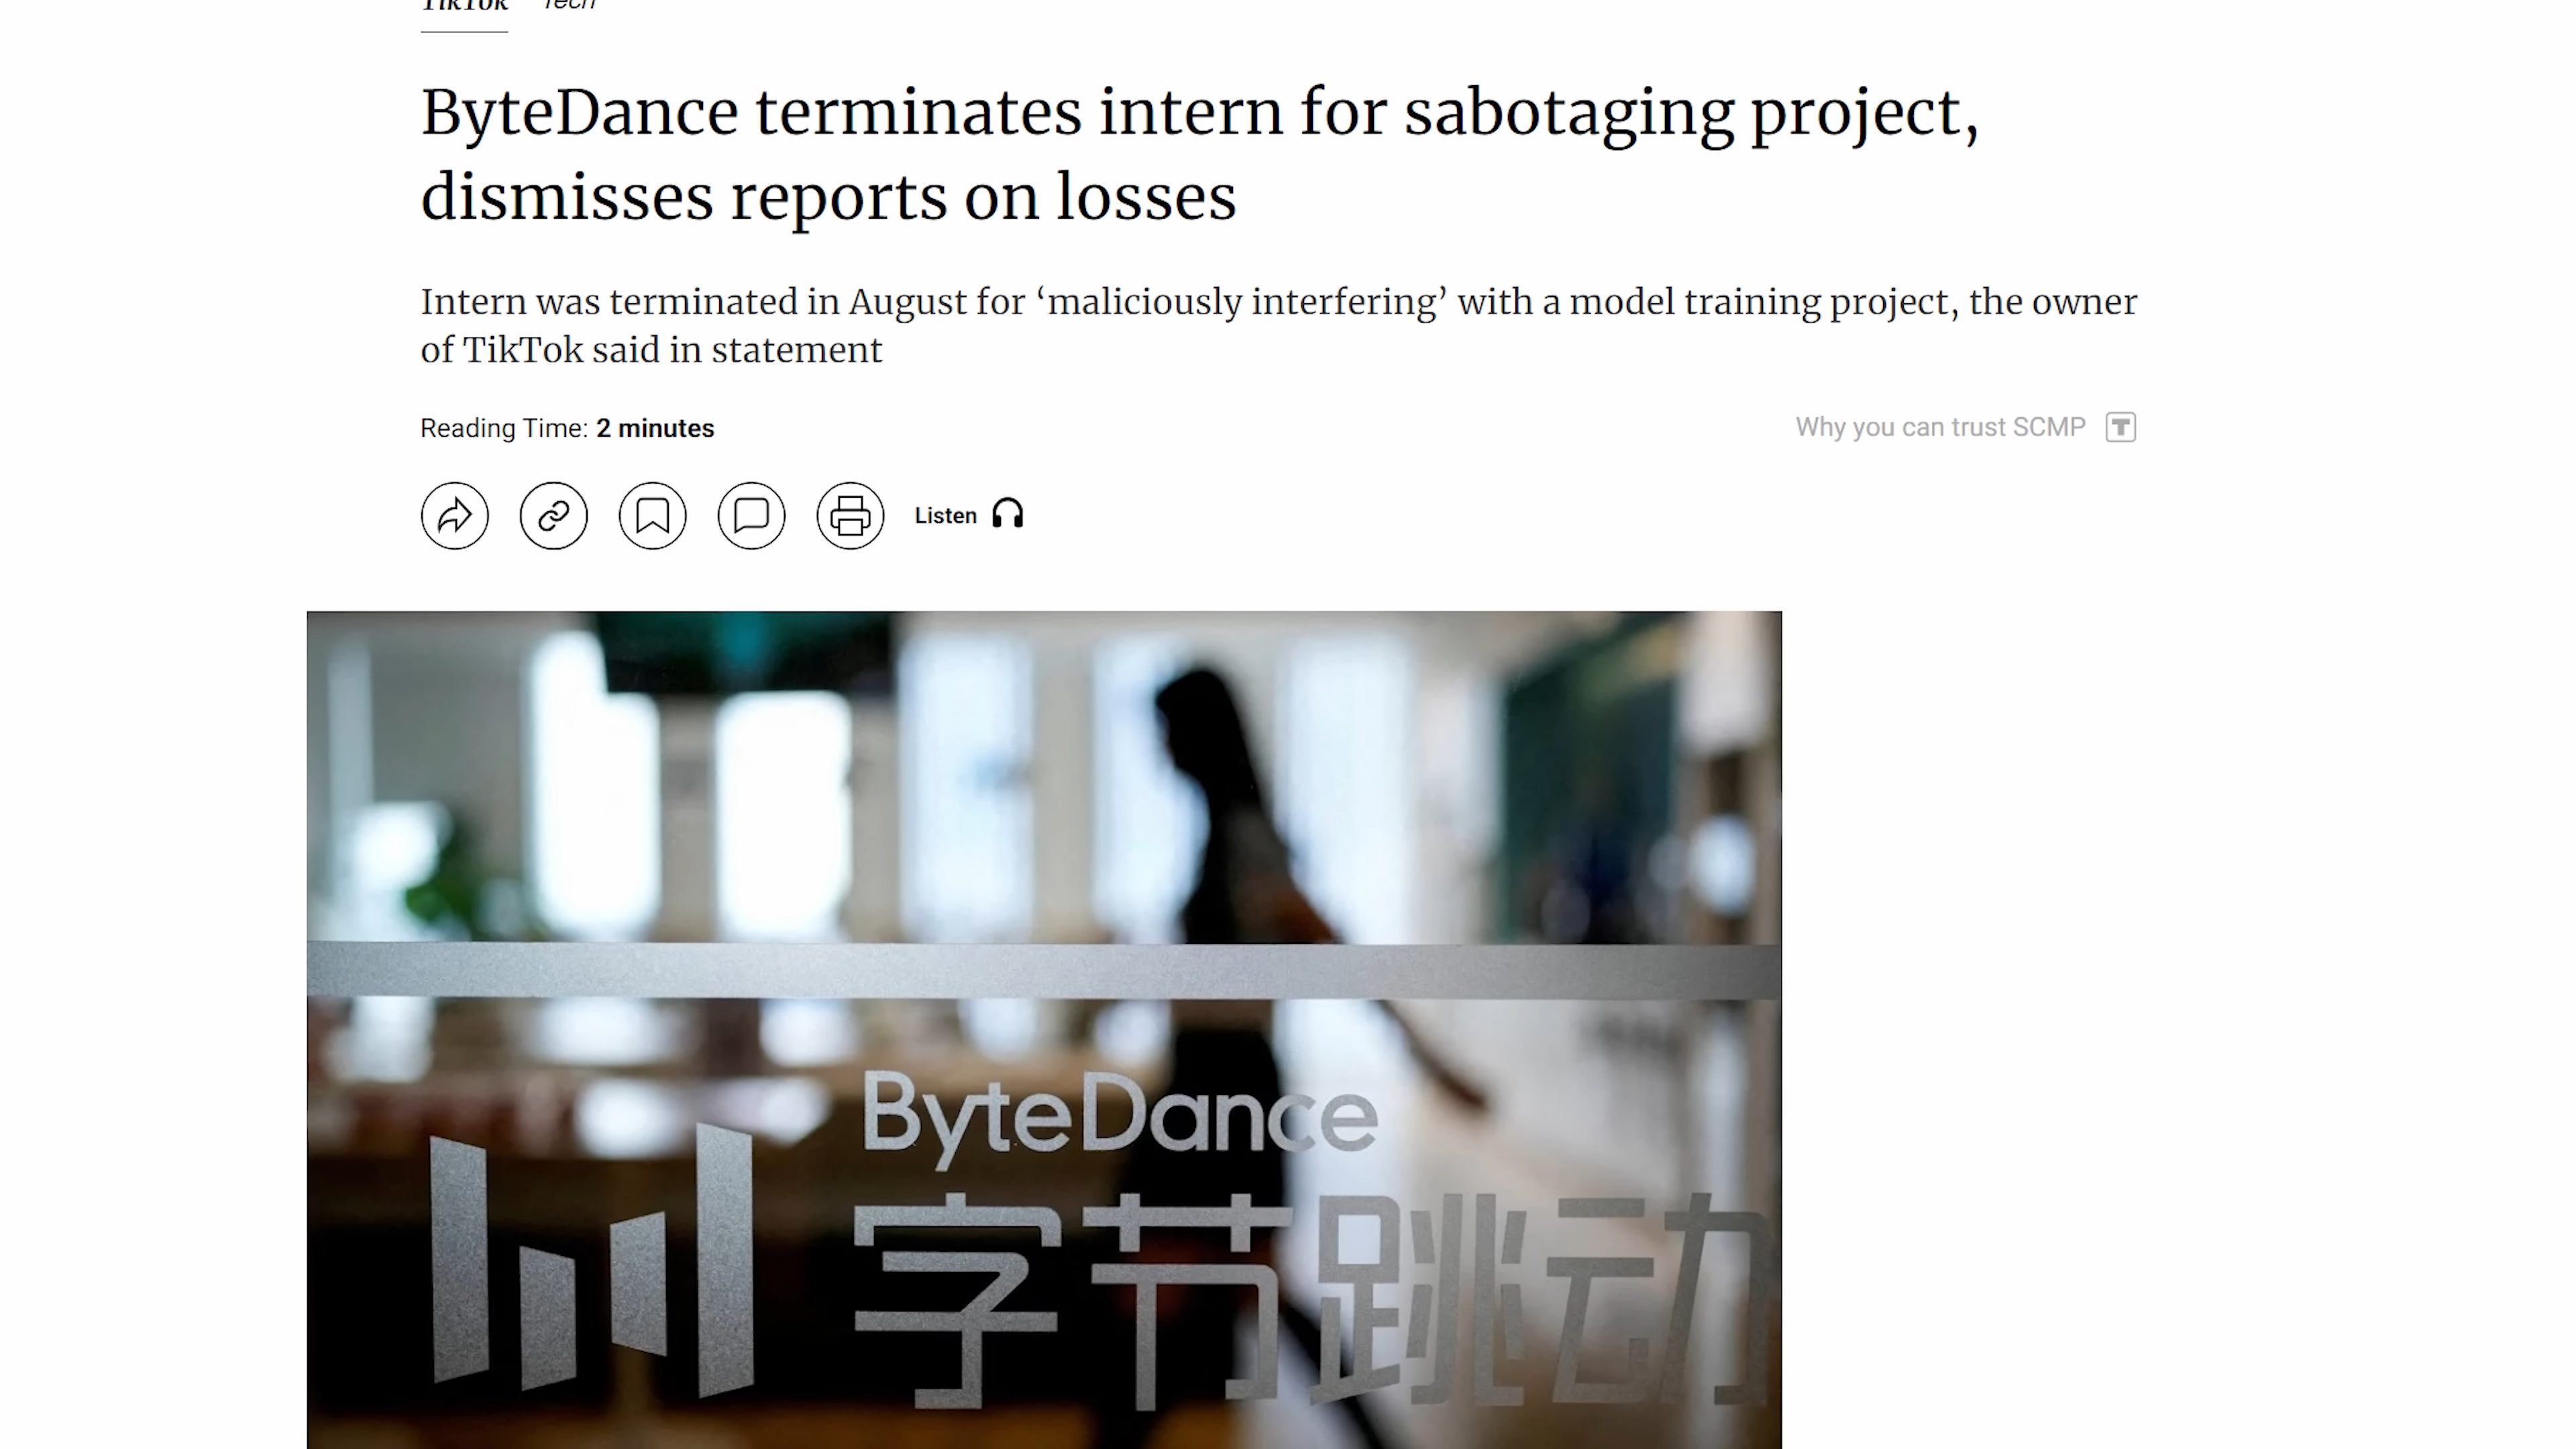 TikTok Tech
ByteDance terminates intern for sabotaging project,
dismisses reports on losses
Intern was terminated in August for ‘maliciously interfering’ with a model training project, the owner
of TikTok said in statement
Reading Time: 2 minutes
Why you can trust SCMP T
Listen
ByteDance
字节跳动